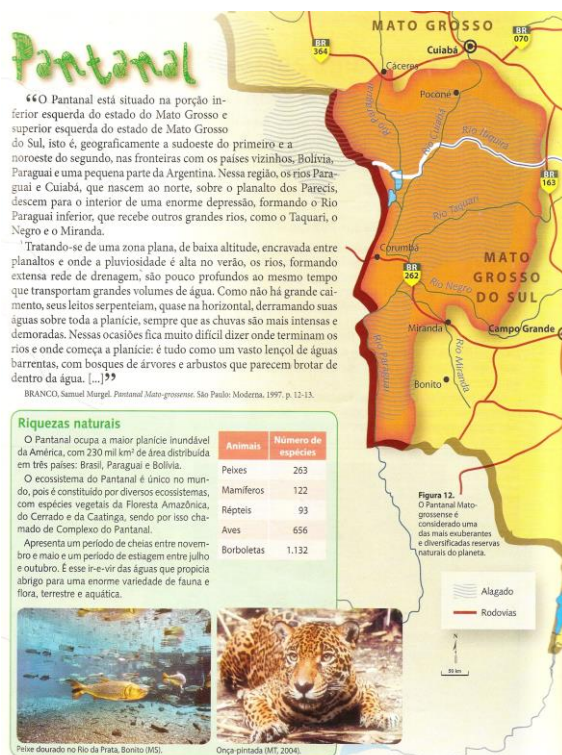 Pantanal
“O Pantanal está situado na porção in-
ferior esquerda do estado do Mato Grosso e
superior esquerda do estado de Mato Grosso
do Sul, isto é, geograficamente a sudoeste do primeiro e a
noroeste do segundo, nas fronteiras com os países vizinhos, Bolívia,
Paraguai e uma pequena parte da Argentina. Nessa região, os rios Para-
guai e Cuiabá, que nascem ao norte, sobre o planalto dos Parecis,
descem para o interior de uma enorme depressão, formando o Rio
Paraguai inferior, que recebe outros grandes rios, como o Taquari, o
Negro e o Miranda.
Tratando-se de uma zona plana, de baixa altitude, encravada entre
planaltos e onde a pluviosidade é alta no verão, os rios, formando
extensa rede de drenagem, são pouco profundos ao mesmo tempo
que transportam grandes volumes de água. Como não há grande cai-
mento, seus leitos serpenteiam, quase na horizontal, derramando suas
águas sobre toda a planície, sempre que as chuvas são mais intensas e
demoradas. Nessas ocasiões fica muito difícil dizer onde terminam os
rios e onde começa a planície: é tudo como um vasto lençol de águas
barrentas, com bosques de árvores e arbustos que parecem brotar de
dentro da água. [...]”
BRANCO, Samuel Murgel. Pantanal Mato-grossense. São Paulo: Moderna, 1997. p. 12-13.
Riquezas naturais
O Pantanal ocupa a maior planície inundável
da América, com 230 mil km² de área distribuída
em três países: Brasil, Paraguai e Bolívia.
O ecossistema do Pantanal é único no mun-
do, pois é constituído por diversos ecossistemas,
com espécies vegetais da Floresta Amazônica,
do Cerrado e da Caatinga, sendo por isso cha-
mado de Complexo do Pantanal.
Apresenta um período de cheias entre novem-
bro e maio e um período de estiagem entre julho
e outubro. É esse ir-e-vir das águas que propicia
abrigo para uma enorme variedade de fauna e
flora, terrestre e aquática.
Animais Número de espécies
Peixes 263
Mamíferos 122
Répteis 93
Aves 656
Borboletas 1.132
Peixe dourado no Rio da Prata, Bonito (MS).
Onça-pintada (MT, 2004).
MATO GROSSO
BR 364
BR 070
Cuiabá
Cáceres
Poconé
Rio Paraguai
Rio Cuiabá
Rio Itiquira
BR 163
Rio Taquari
Corumbá
MATO
GROSSO
DO SUL
BR 262
Rio Negro
Miranda
Campo Grande
Rio Paraguai
Rio Miranda
Bonito
Figura 12.
O Pantanal Mato-
grossense é
considerado uma
das mais exuberantes
e diversificadas reservas
naturais do planeta.
Alagado
Rodovias
N